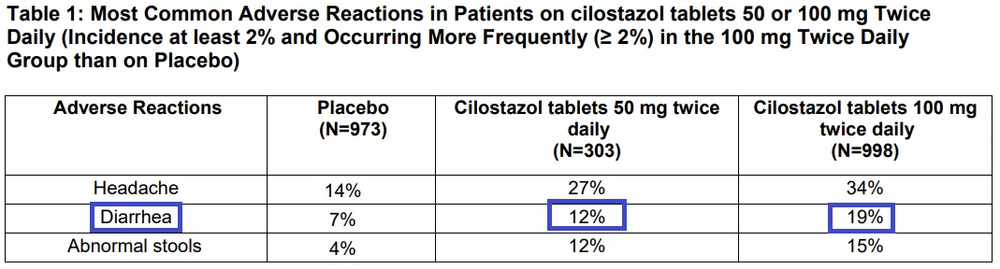 Table 1: Most Common Adverse Reactions in Patients on cilostazol tablets 50 or 100 mg Twice
Daily (Incidence at least 2% and Occurring More Frequently (≥ 2%) in the 100 mg Twice Daily
Group than on Placebo)
Adverse Reactions Placebo (N=973) Cilostazol tablets 50 mg twice daily (N=303) Cilostazol tablets 100 mg twice daily (N=998)
Headache 14% 27% 34%
Diarrhea 7% 12% 19%
Abnormal stools 4% 12% 15%